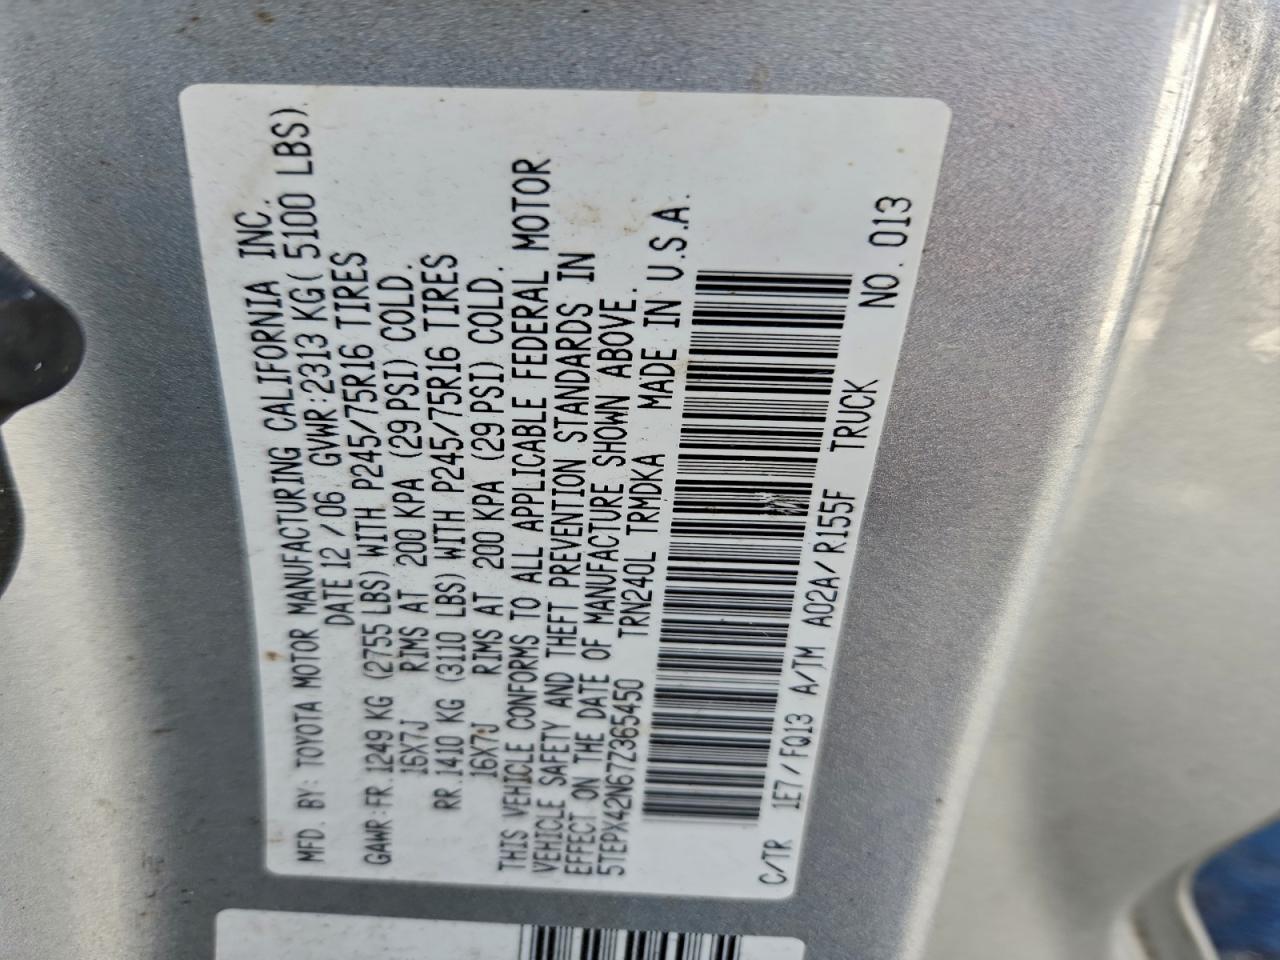 MFD. BY: TOYOTA MOTOR MANUFACTURING CALIFORNIA INC.
DATE 12/06 GVWR:2313 KG( 5100 LBS)
GAWR:FR.1249 KG (2755 LBS) WITH P245/75R16 TIRES
16X7J RIMS AT 200 KPA (29 PSI) COLD.
RR.1410 KG (3110 LBS) WITH P245/75R16 TIRES
16X7J RIMS AT 200 KPA (29 PSI) COLD.
THIS VEHICLE CONFORMS TO ALL APPLICABLE FEDERAL MOTOR
VEHICLE SAFETY AND THEFT PREVENTION STANDARDS IN
EFFECT ON THE DATE OF MANUFACTURE SHOWN ABOVE.
5TEPX42N67Z365450 TRN240L TRMDKA MADE IN U.S.A.
C/TR 1E7/FQ13 A/TM A02A/R155F TRUCK NO. 013